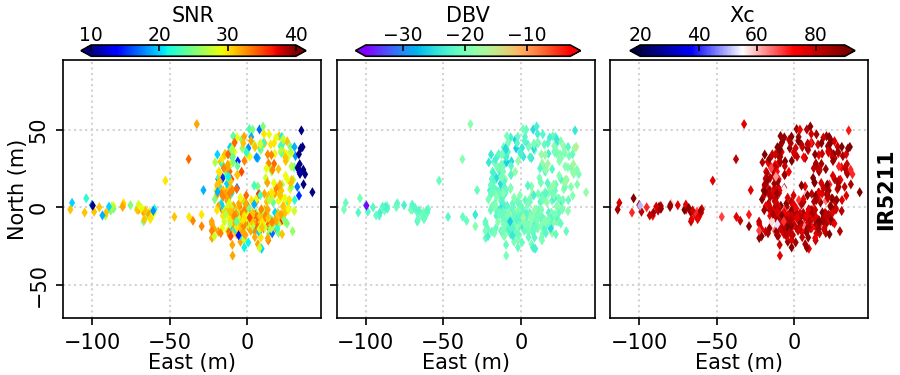 SNR DBV Xc
10 20 30 40 −30 −20 −10 20 40 60 80
North (m)
50
0
−50
IR5211
−100 −50 0 −100 −50 0 −100 −50 0
East (m) East (m) East (m)